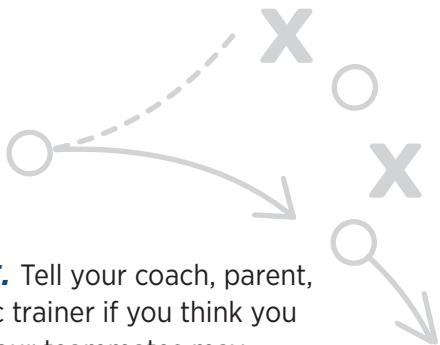 Tell your coach, parent,
trainer if you think you
our teammates may